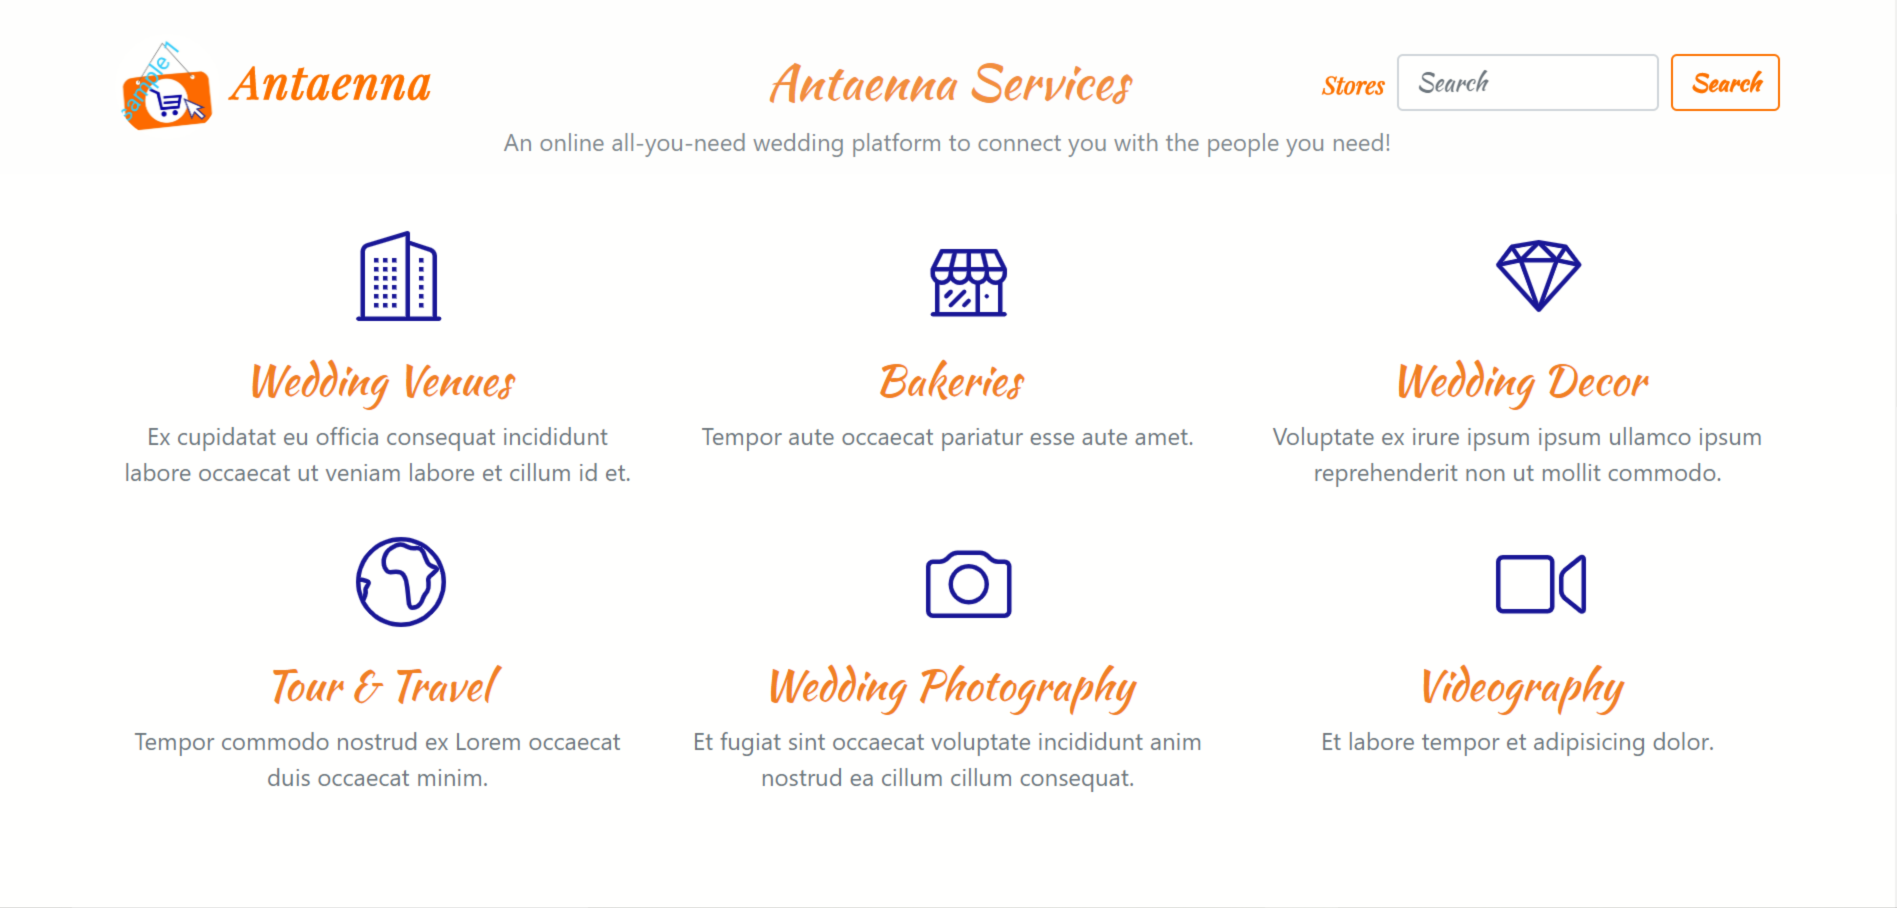 sample 1
Antaenna
Antaenna Services
Stores
Search
Search
An online all-you-need wedding platform to connect you with the people you need!
Wedding Venues
Ex cupidatat eu officia consequat incididunt
labore occaecat ut veniam labore et cillum id et.
Bakeries
Tempor aute occaecat pariatur esse aute amet.
Wedding Decor
Voluptate ex irure ipsum ipsum ullamco ipsum
reprehenderit non ut mollit commodo.
Tour & Travel
Tempor commodo nostrud ex Lorem occaecat
duis occaecat minim.
Wedding Photography
Et fugiat sint occaecat voluptate incididunt anim
nostrud ea cillum cillum consequat.
Videography
Et labore tempor et adipisicing dolor.